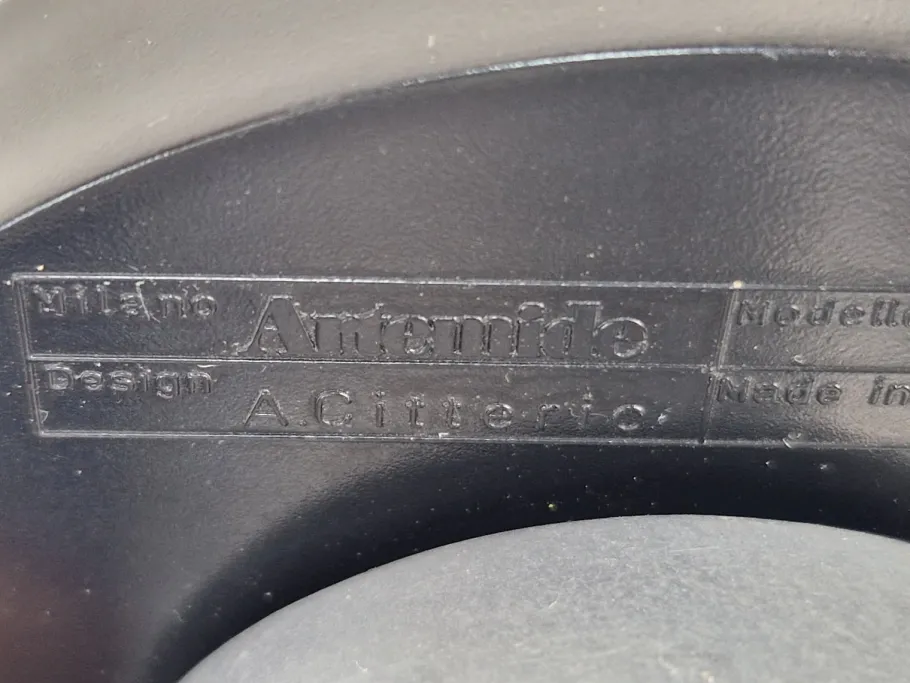 Milano Artemide Modello
Design A.Citterio Made in